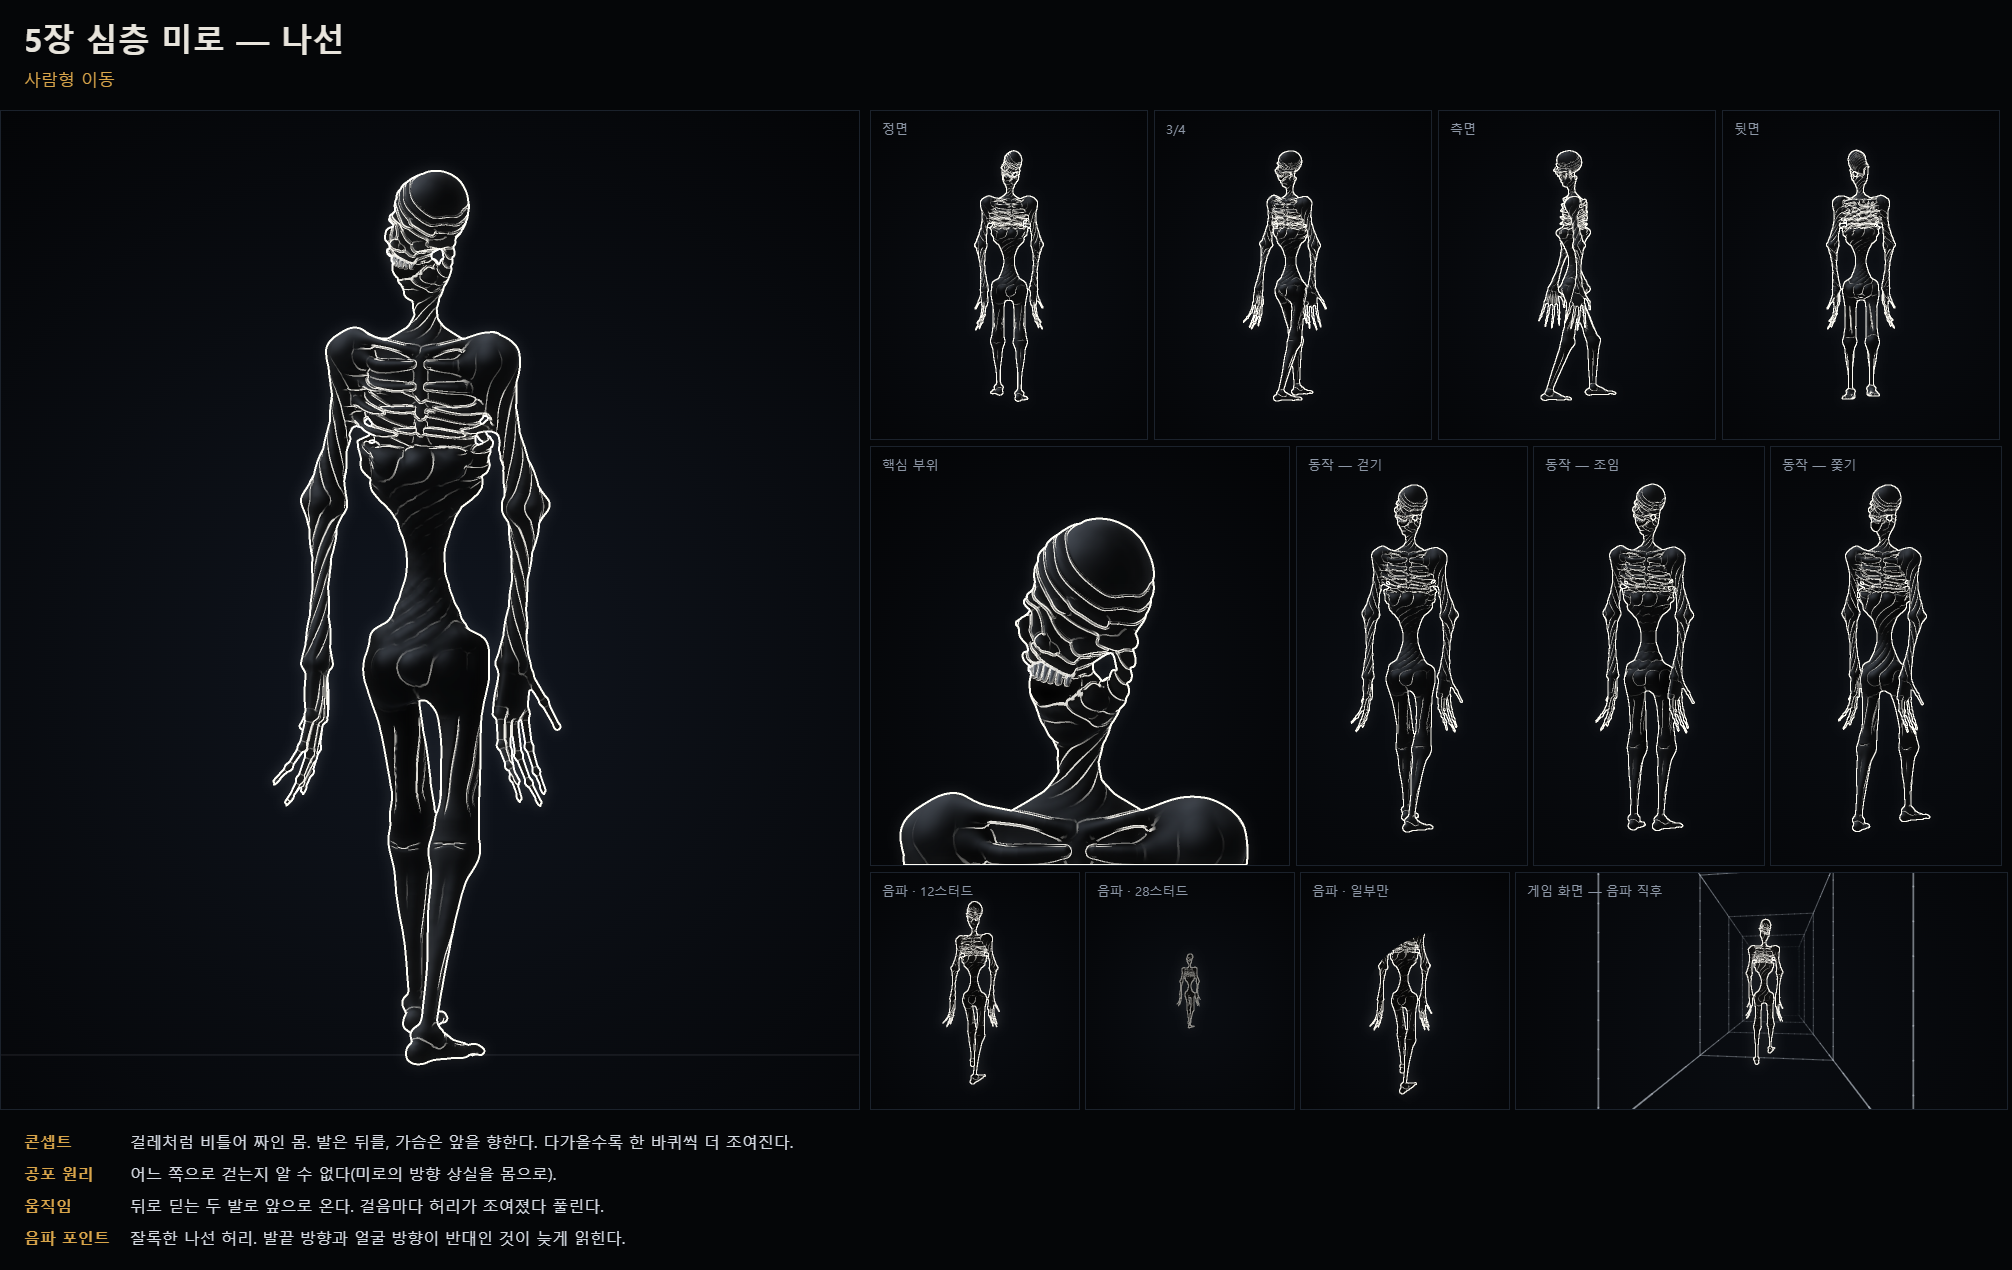 5장 심층 미로 — 나선
사람형 이동
정면
3/4
측면
뒷면
핵심 부위
동작 — 걷기
동작 — 조임
동작 — 쫓기
음파 · 12스터드
음파 · 28스터드
음파 · 일부만
게임 화면 — 음파 직후
콘셉트 걸레처럼 비틀어 짜인 몸. 발은 뒤를, 가슴은 앞을 향한다. 다가올수록 한 바퀴씩 더 조여진다.
공포 원리 어느 쪽으로 걷는지 알 수 없다(미로의 방향 상실을 몸으로).
움직임 뒤로 딛는 두 발로 앞으로 온다. 걸음마다 허리가 조여졌다 풀린다.
음파 포인트 잘록한 나선 허리. 발끝 방향과 얼굴 방향이 반대인 것이 늦게 읽힌다.